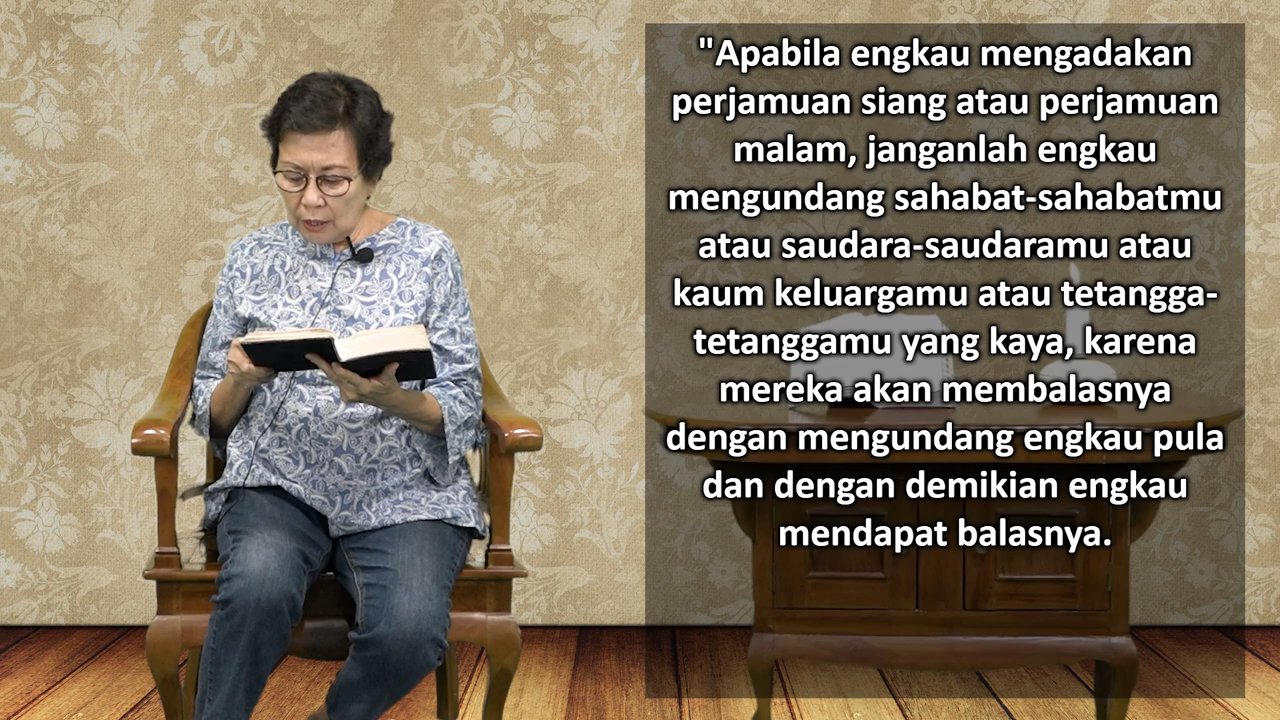 "Apabila engkau mengadakan
perjamuan siang atau perjamuan
malam, janganlah engkau
mengundang sahabat-sahabatmu
atau saudara-saudaramu atau
kaum keluargamu atau tetangga-
tetanggamu yang kaya, karena
mereka akan membalasnya
dengan mengundang engkau pula
dan dengan demikian engkau
mendapat balasnya.